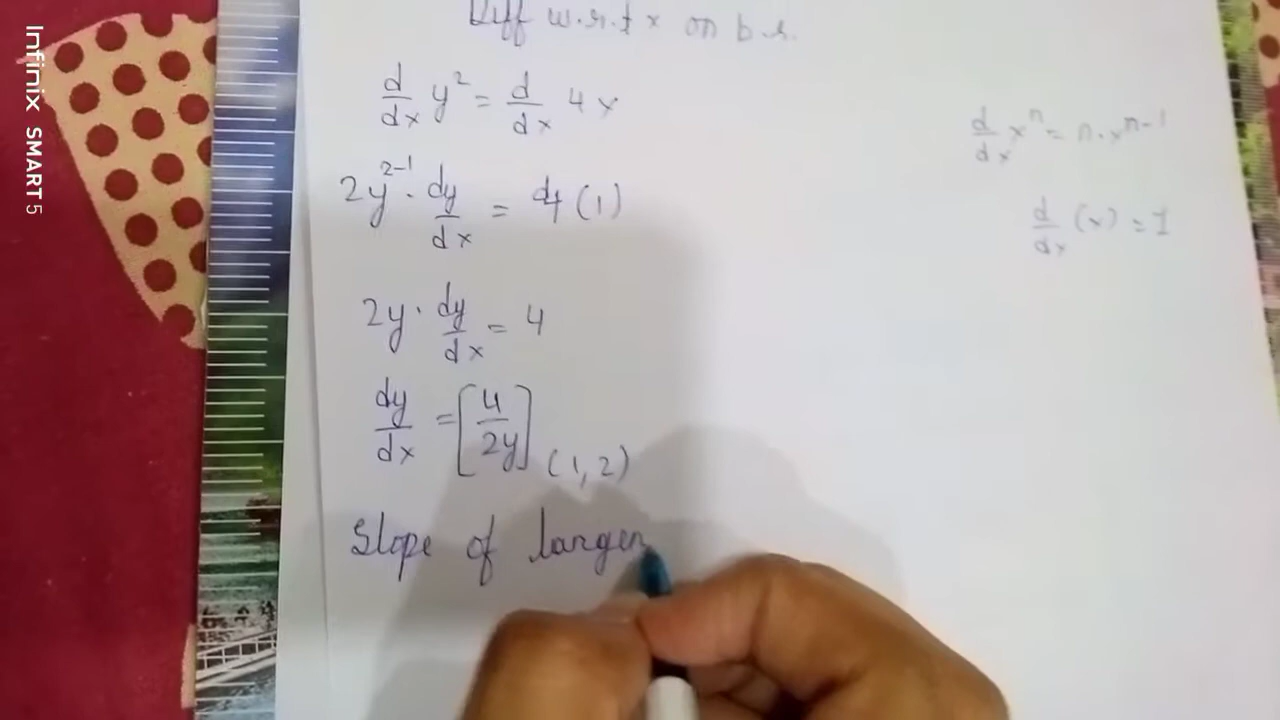 Diff w.r.t x on b.s.
d/dx y² = d/dx 4x
2y²⁻¹ · dy/dx = 4(1)
2y · dy/dx = 4
dy/dx = [4/2y] (1, 2)
Slope of tangen
d/dx xⁿ = n · xⁿ⁻¹
d/dx (x) = 1
Infinix SMART 5